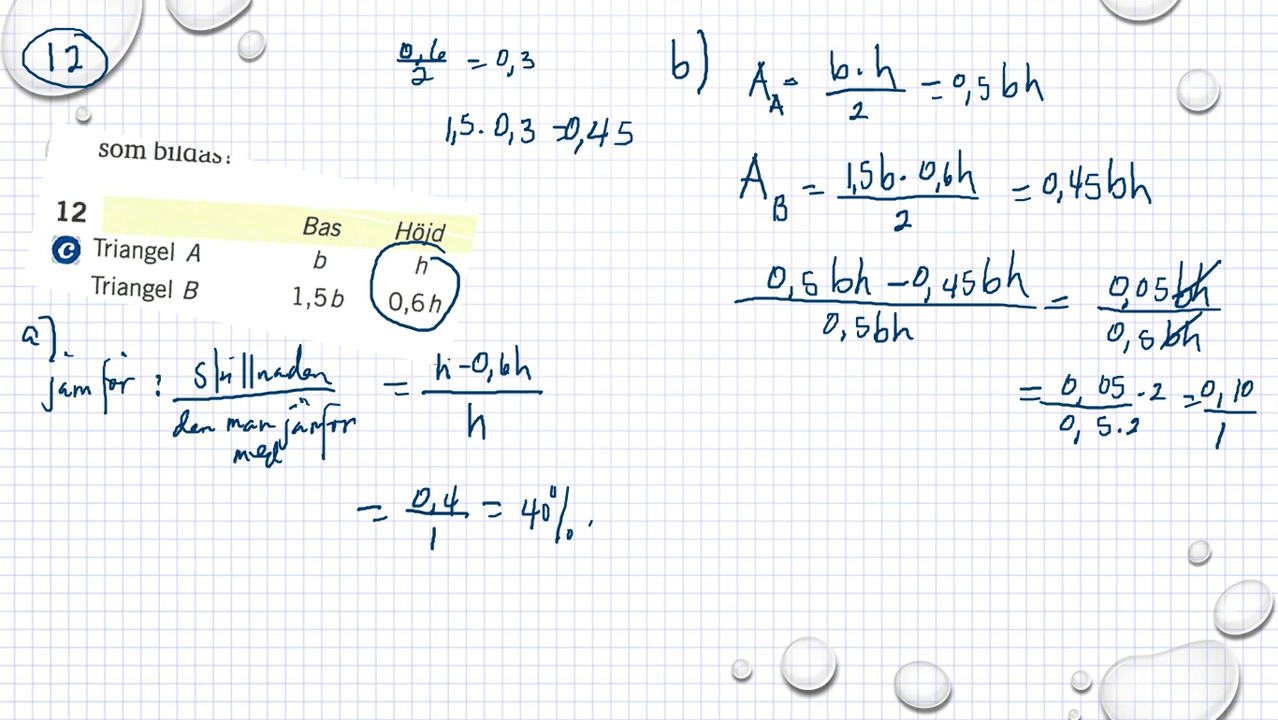 12
0,6/2 = 0,3
1,5 · 0,3 = 0,45
som bildas?
12 Bas Höjd
C Triangel A b h
Triangel B 1,5b 0,6h
a).
jämför : Skillnaden / den man jämför med = h-0,6h / h
= 0,4/1 = 40%.
b) A_A = b·h/2 = 0,5bh
A_B = 1,5b · 0,6h / 2 = 0,45bh
0,5bh - 0,45bh / 0,5bh = 0,05bh / 0,5bh
= 0,05·2 / 0,5·2 = 0,10/1